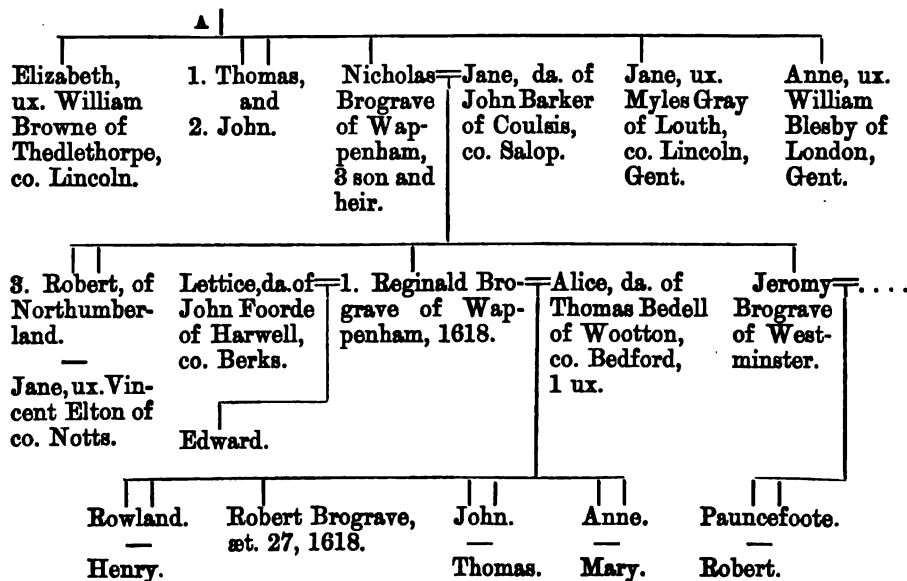 A
Elizabeth,
ux. William
Browne of
Thedlethorpe,
co. Lincoln.
1. Thomas,
and
2. John.
Nicholas
Brograve
of Wap-
penham,
3 son and
heir.
Jane, da. of
John Barker
of Coulsis,
co. Salop.
Jane, ux.
Myles Gray
of Louth,
co. Lincoln,
Gent.
Anne, ux.
William
Blesby of
London,
Gent.
3. Robert, of
Northumber-
land.
—
Jane, ux. Vin-
cent Elton of
co. Notts.
Lettice, da. of
John Foorde
of Harwell,
co. Berks.
1. Reginald Bro-
grave of Wap-
penham, 1618.
Alice, da. of
Thomas Bedell
of Wootton,
co. Bedford,
1 ux.
Jeromy
Brograve
of West-
minster.
. . . .
Edward.
Rowland.
—
Henry.
Robert Brograve,
æt. 27, 1618.
John.
—
Thomas.
Anne.
—
Mary.
Pauncefoote.
—
Robert.